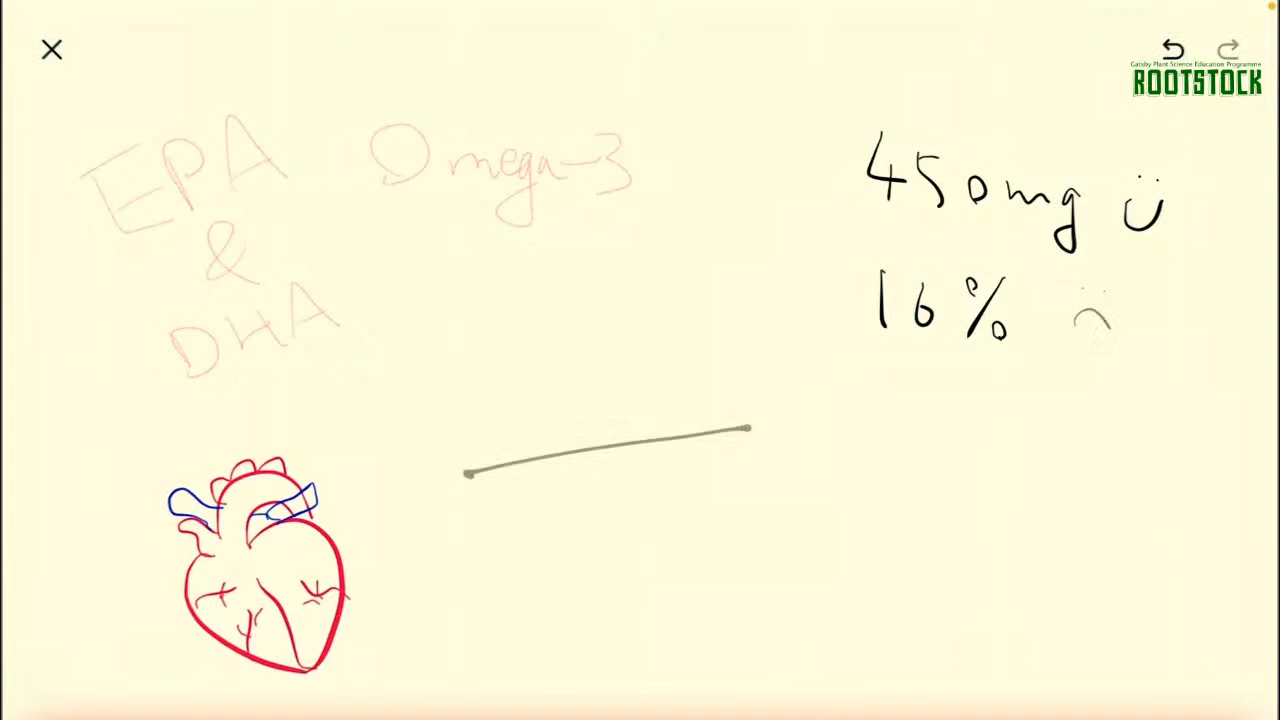 Gatsby Plant Science Education Programme
ROOTSTOCK
EPA Omega-3
&
DHA
450mg
16%